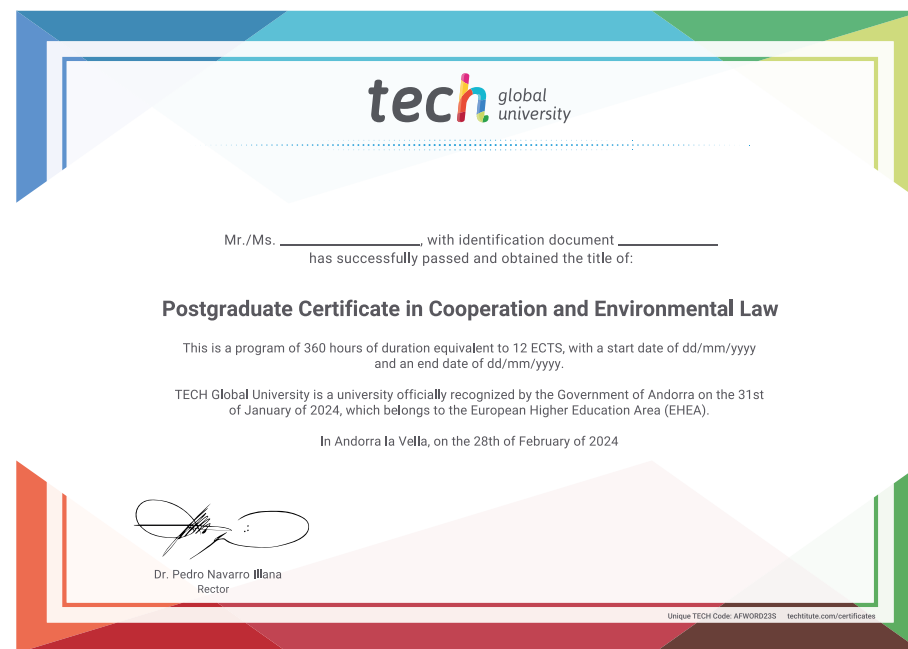 tech global
university
Mr./Ms. ____________________, with identification document ______________
has successfully passed and obtained the title of:
Postgraduate Certificate in Cooperation and Environmental Law
This is a program of 360 hours of duration equivalent to 12 ECTS, with a start date of dd/mm/yyyy
and an end date of dd/mm/yyyy.
TECH Global University is a university officially recognized by the Government of Andorra on the 31st
of January of 2024, which belongs to the European Higher Education Area (EHEA).
In Andorra la Vella, on the 28th of February of 2024
Dr. Pedro Navarro Illana
Rector
Unique TECH Code: AFWORD23S techtitute.com/certificates